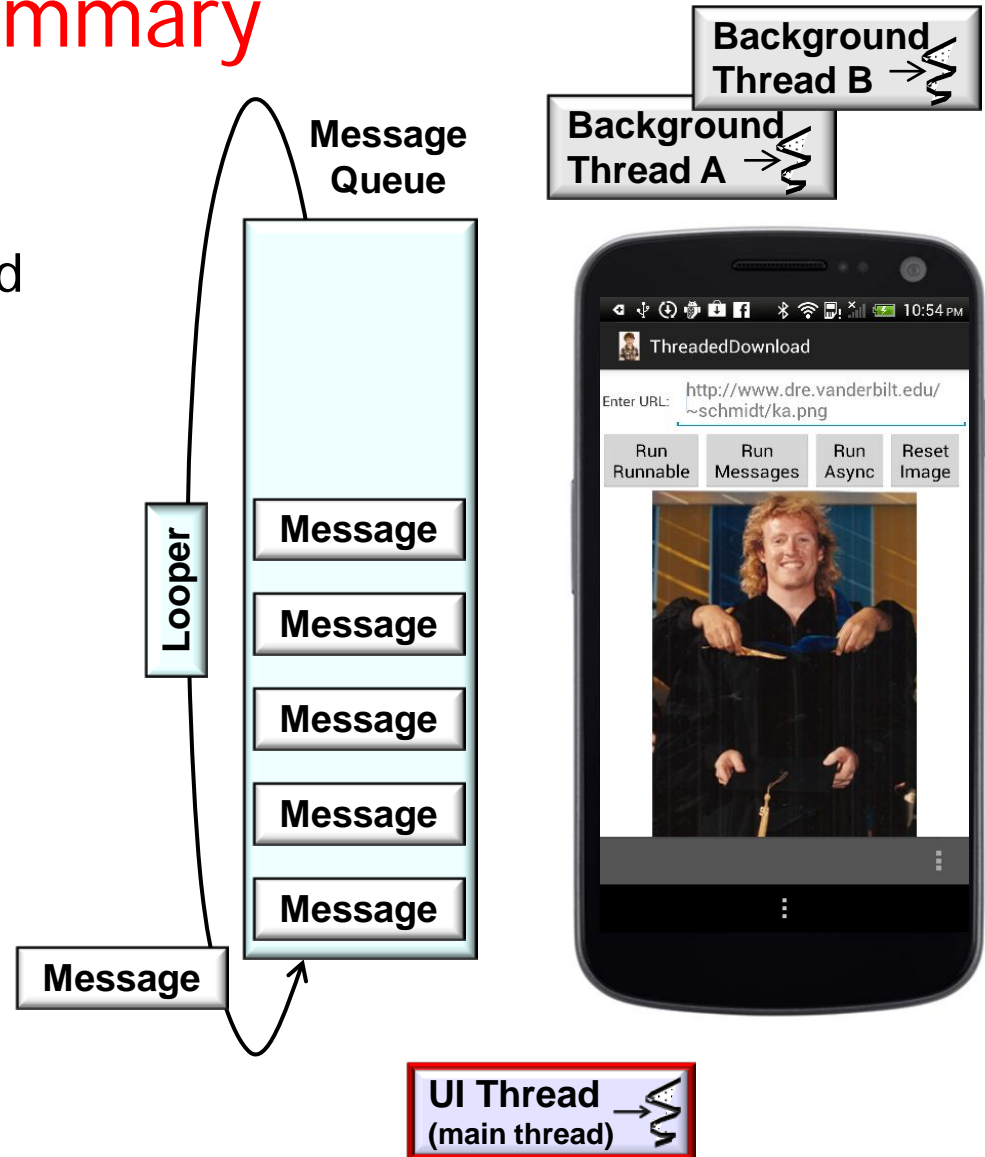 mmary
d
Background
Thread B
Background
Thread A
Message
Queue
Looper
Message
Message
Message
Message
Message
Message
10:54 PM
ThreadedDownload
Enter URL:
http://www.dre.vanderbilt.edu/
~schmidt/ka.png
Run
Runnable
Run
Messages
Run
Async
Reset
Image
UI Thread
(main thread)